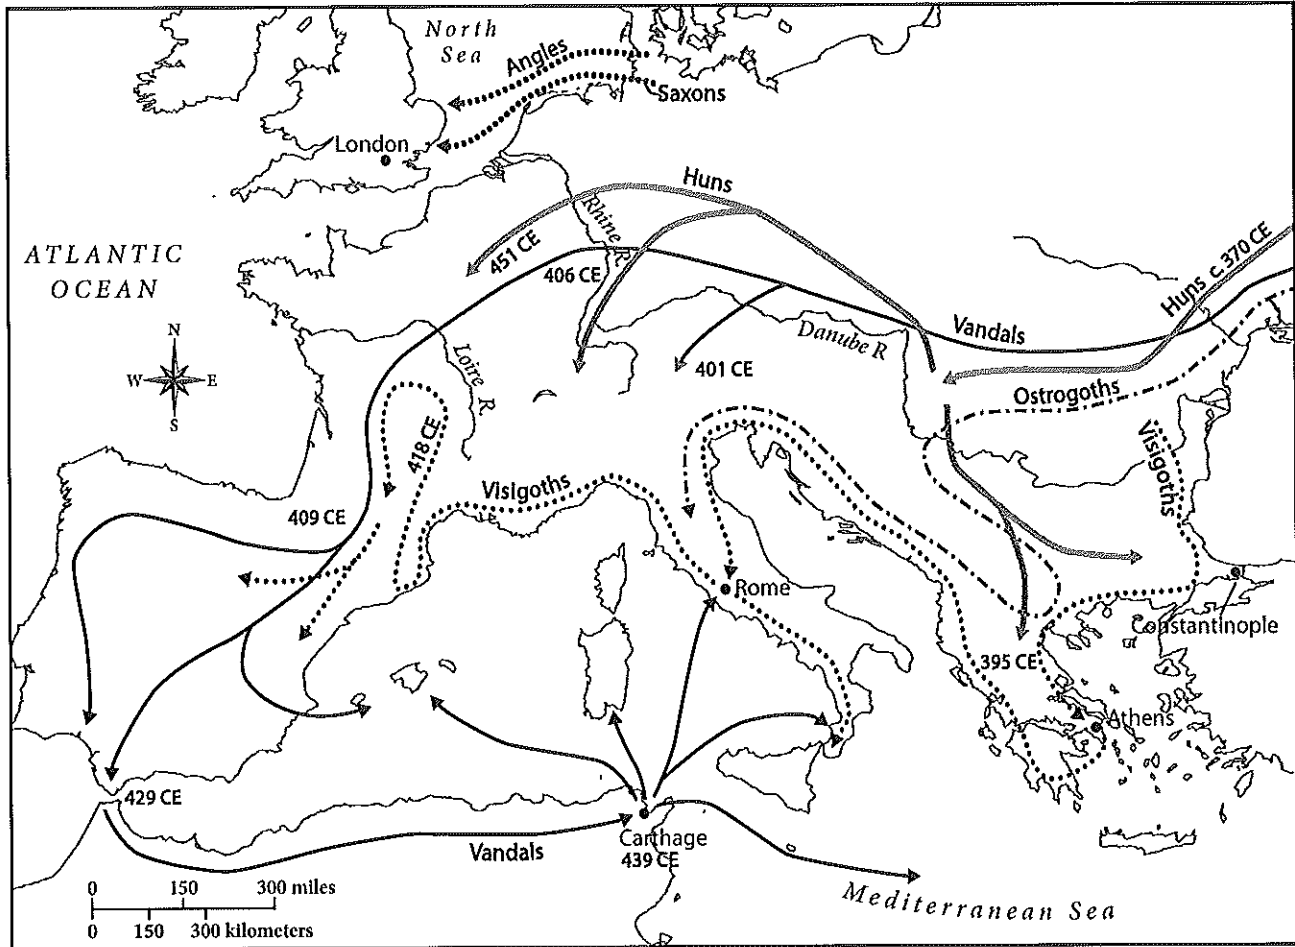 North
Sea
Angles
Saxons
London
Huns
Rhine R.
ATLANTIC
OCEAN
451 CE
406 CE
Huns c. 370 CE
N
W
E
S
Vandals
Danube R
Loire R.
401 CE
Ostrogoths
418 CE
Visigoths
Visigoths
409 CE
Rome
Constantinople
395 CE
Athens
429 CE
Carthage
439 CE
Vandals
0 150 300 miles
0 150 300 kilometers
Mediterranean Sea